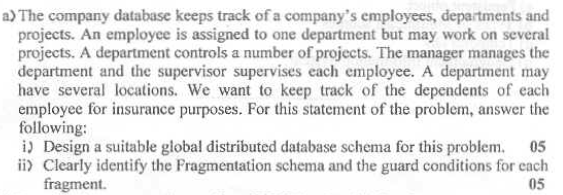 a) The company database keeps track of a company's employees, departments and
projects. An employee is assigned to one department but may work on several
projects. A department controls a number of projects. The manager manages the
department and the supervisor supervises each employee. A department may
have several locations. We want to keep track of the dependents of each
employee for insurance purposes. For this statement of the problem, answer the
following:
i) Design a suitable global distributed database schema for this problem. 05
ii) Clearly identify the Fragmentation schema and the guard conditions for each
fragment. 05